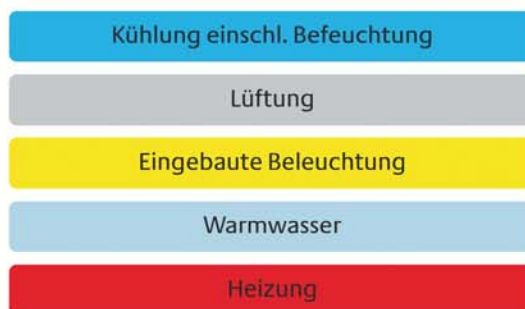 Kühlung einschl. Befeuchtung
Lüftung
Eingebaute Beleuchtung
Warmwasser
Heizung